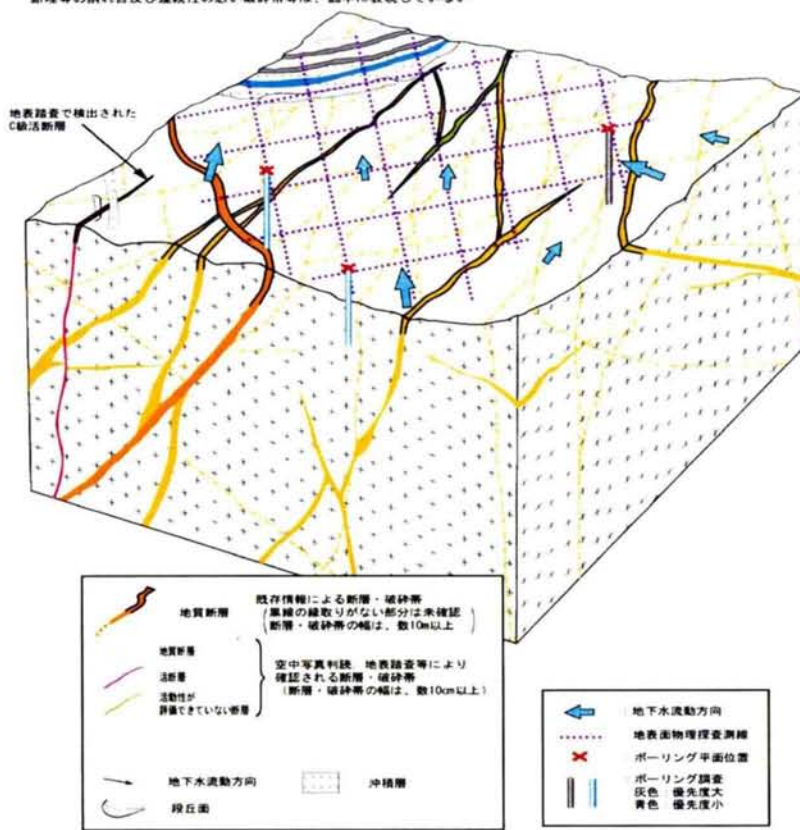 地表踏査で検出された
C級活断層
地質断層
既存情報による断層・破砕帯
黒線の縁取りがない部分は未確認
断層・破砕帯の幅は、数10m以上
地質断層
活断層
活動性が
評価できていない断層
空中写真判読、地表踏査等により
確認される断層・破砕帯
(断層・破砕帯の幅は、数10cm以上)
地下水流動方向
沖積層
段丘面
地下水流動方向
地表面物理探査測線
ボーリング平面位置
ボーリング調査
灰色:優先度大
青色:優先度小